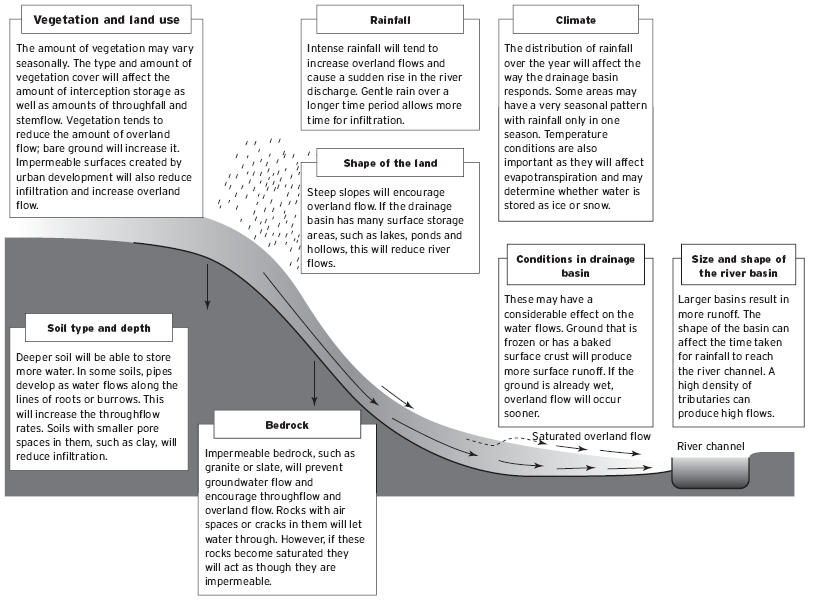 Vegetation and land use
The amount of vegetation may vary
seasonally. The type and amount of
vegetation cover will affect the
amount of interception storage as
well as amounts of throughfall and
stemflow. Vegetation tends to
reduce the amount of overland
flow; bare ground will increase it.
Impermeable surfaces created by
urban development will also reduce
infiltration and increase overland
flow.
Rainfall
Intense rainfall will tend to
increase overland flows and
cause a sudden rise in the river
discharge. Gentle rain over a
longer time period allows more
time for infiltration.
Climate
The distribution of rainfall
over the year will affect the
way the drainage basin
responds. Some areas may
have a very seasonal pattern
with rainfall only in one
season. Temperature
conditions are also
important as they will affect
evapotranspiration and may
determine whether water is
stored as ice or snow.
Shape of the land
Steep slopes will encourage
overland flow. If the drainage
basin has many surface storage
areas, such as lakes, ponds and
hollows, this will reduce river
flows.
Conditions in drainage
basin
These may have a
considerable effect on the
water flows. Ground that is
frozen or has a baked
surface crust will produce
more surface runoff. If the
ground is already wet,
overland flow will occur
sooner.
Size and shape of
the river basin
Larger basins result in
more runoff. The
shape of the basin can
affect the time taken
for rainfall to reach
the river channel. A
high density of
tributaries can
produce high flows.
Soil type and depth
Deeper soil will be able to store
more water. In some soils, pipes
develop as water flows along the
lines of roots or burrows. This
will increase the throughflow
rates. Soils with smaller pore
spaces in them, such as clay, will
reduce infiltration.
Bedrock
Impermeable bedrock, such as
granite or slate, will prevent
groundwater flow and
encourage throughflow and
overland flow. Rocks with air
spaces or cracks in them will let
water through. However, if these
rocks become saturated they
will act as though they are
impermeable.
Saturated overland flow
River channel